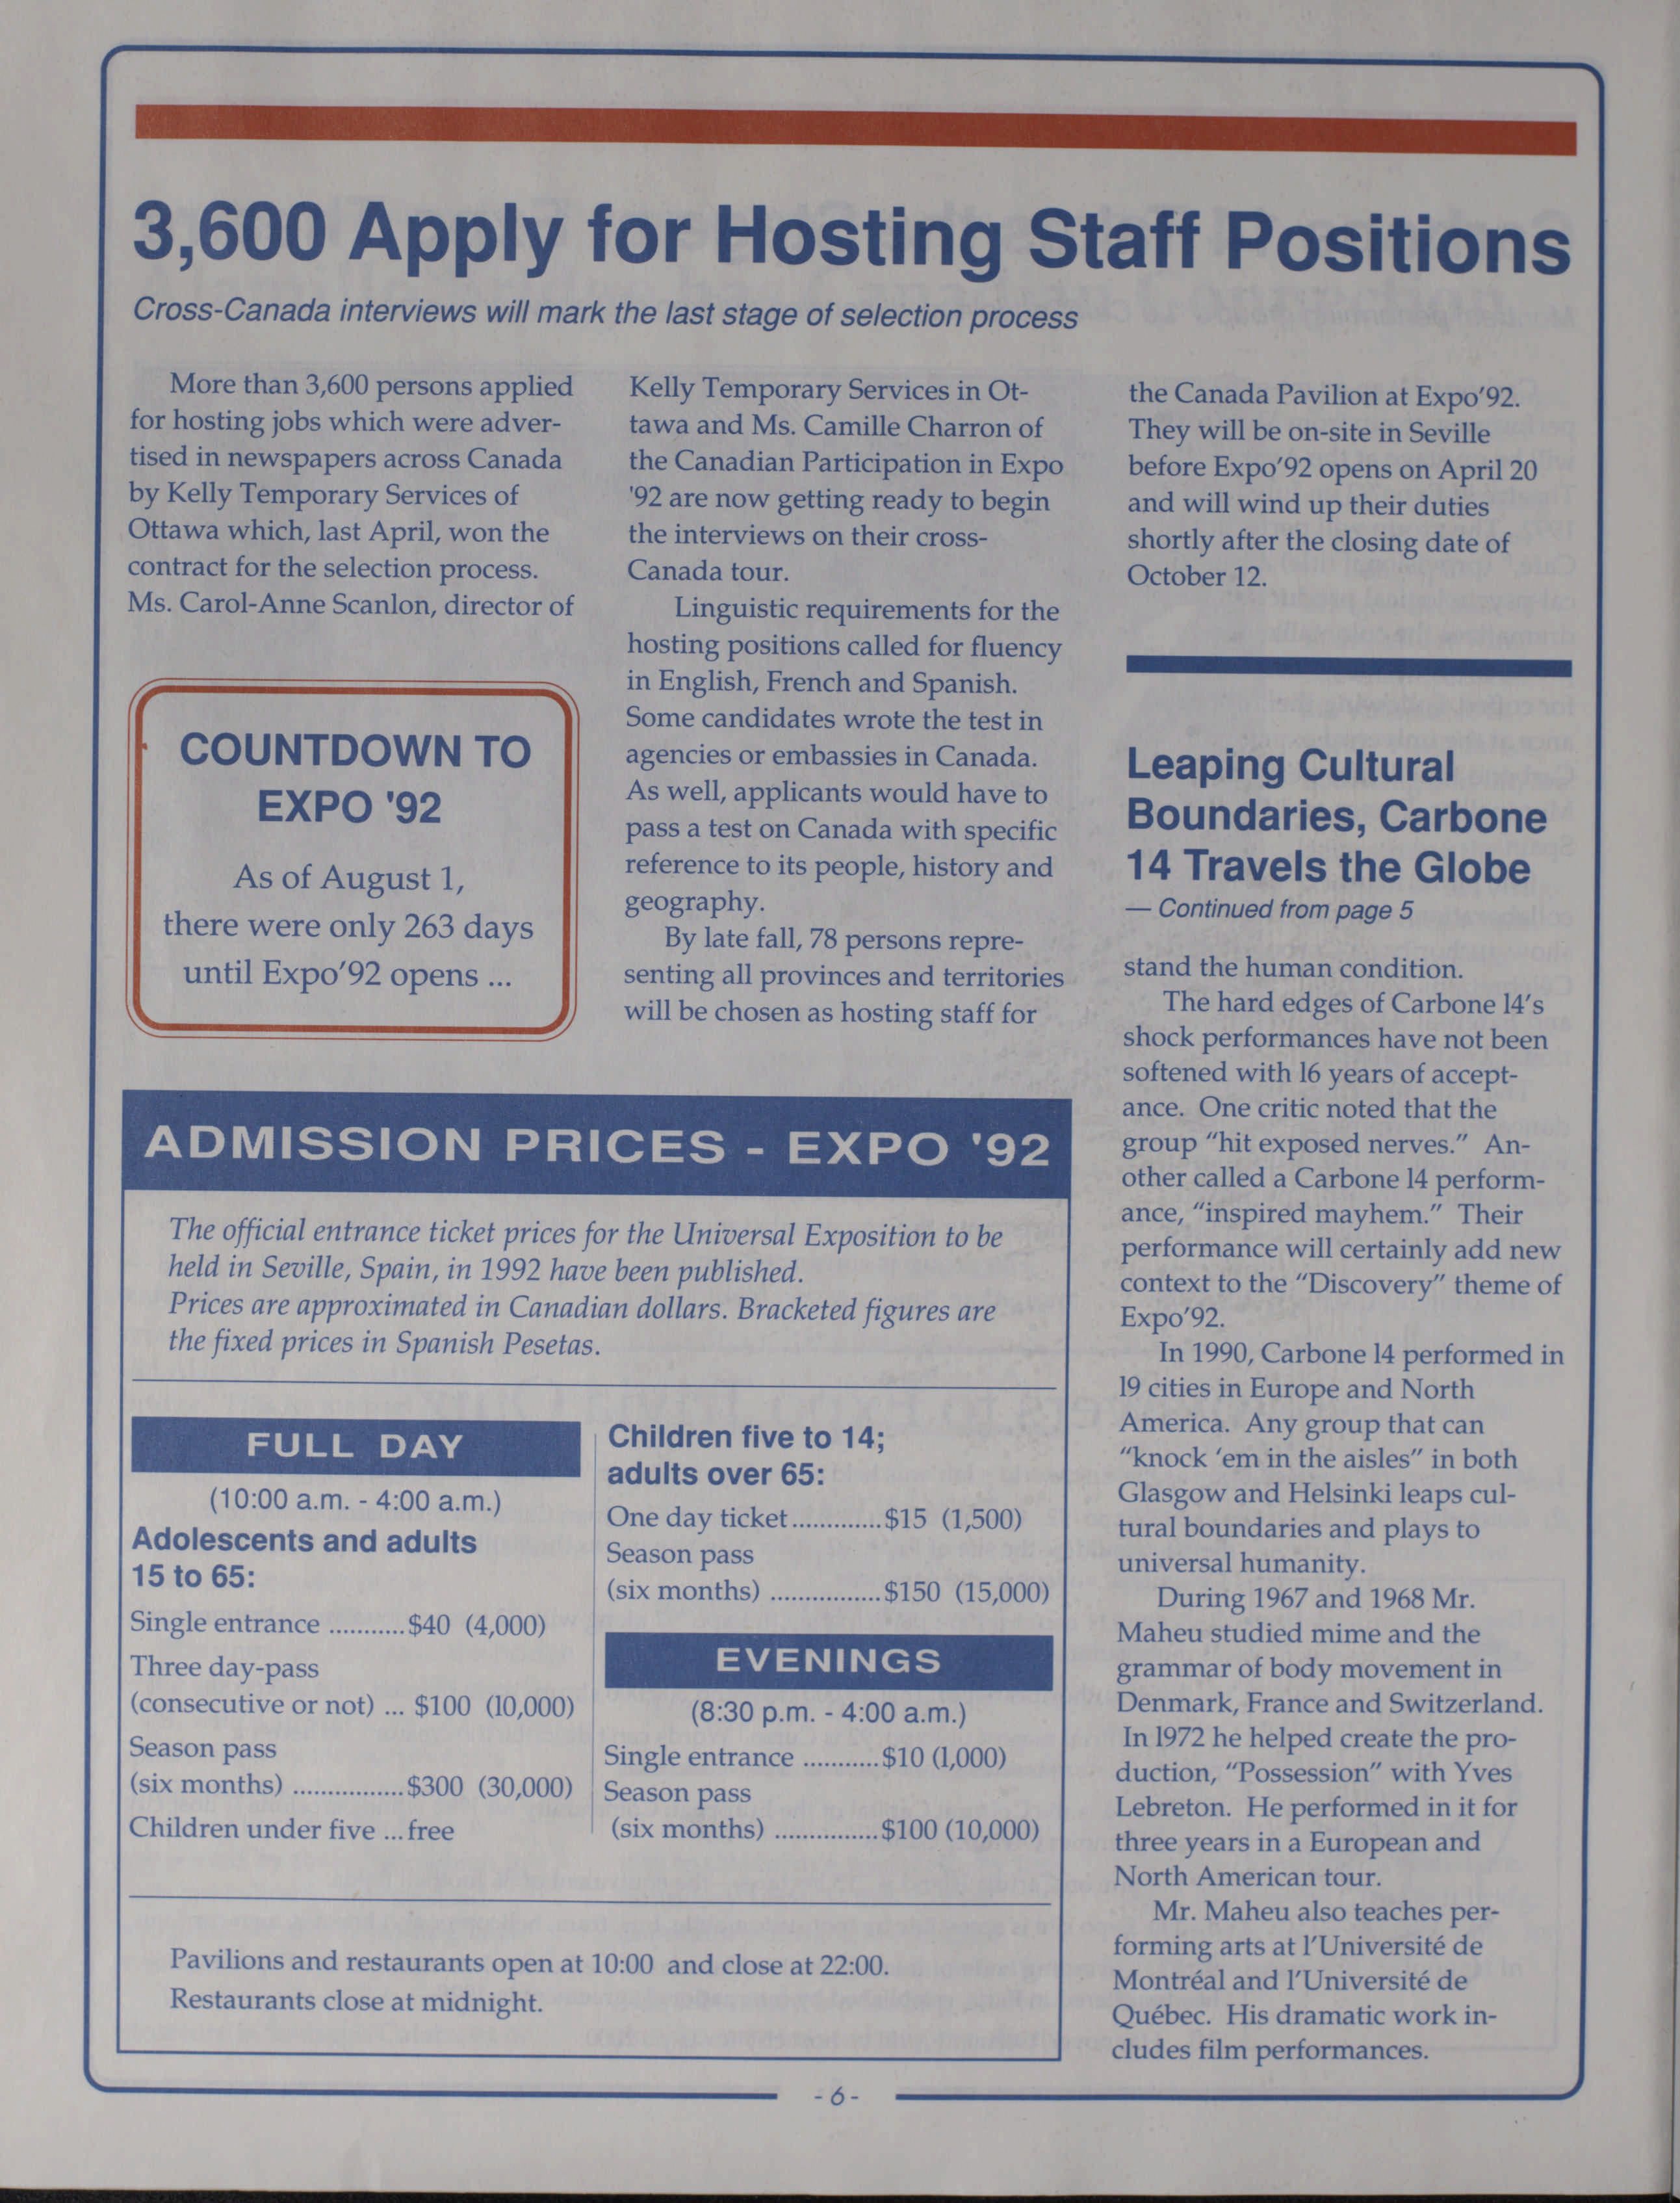 3,600 Apply for Hosting Staff Positions
Cross-Canada interviews will mark the last stage of selection process
More than 3,600 persons applied
for hosting jobs which were adver-
tised in newspapers across Canada
by Kelly Temporary Services of
Ottawa which, last April, won the
contract for the selection process.
Ms. Carol-Anne Scanlon, director of
Kelly Temporary Services in Ot-
tawa and Ms. Camille Charron of
the Canadian Participation in Expo
'92 are now getting ready to begin
the interviews on their cross-
Canada tour.
Linguistic requirements for the
hosting positions called for fluency
in English, French and Spanish.
Some candidates wrote the test in
agencies or embassies in Canada.
As well, applicants would have to
pass a test on Canada with specific
reference to its people, history and
geography.
By late fall, 78 persons repre-
senting all provinces and territories
will be chosen as hosting staff for
the Canada Pavilion at Expo'92.
They will be on-site in Seville
before Expo'92 opens on April 20
and will wind up their duties
shortly after the closing date of
October 12.
COUNTDOWN TO
EXPO '92
As of August 1,
there were only 263 days
until Expo'92 opens ...
ADMISSION PRICES - EXPO '92
The official entrance ticket prices for the Universal Exposition to be
held in Seville, Spain, in 1992 have been published.
Prices are approximated in Canadian dollars. Bracketed figures are
the fixed prices in Spanish Pesetas.
FULL DAY
(10:00 a.m. - 4:00 a.m.)
Adolescents and adults
15 to 65:
Single entrance ........... $40 (4,000)
Three day-pass
(consecutive or not) ... $100 (10,000)
Season pass
(six months) ................ $300 (30,000)
Children under five ... free
Children five to 14;
adults over 65:
One day ticket ............. $15 (1,500)
Season pass
(six months) ................ $150 (15,000)
EVENINGS
(8:30 p.m. - 4:00 a.m.)
Single entrance ........... $10 (1,000)
Season pass
(six months) ............... $100 (10,000)
Pavilions and restaurants open at 10:00 and close at 22:00.
Restaurants close at midnight.
Leaping Cultural
Boundaries, Carbone
14 Travels the Globe
— Continued from page 5
stand the human condition.
The hard edges of Carbone 14's
shock performances have not been
softened with 16 years of accept-
ance. One critic noted that the
group "hit exposed nerves." An-
other called a Carbone 14 perform-
ance, "inspired mayhem." Their
performance will certainly add new
context to the "Discovery" theme of
Expo'92.
In 1990, Carbone 14 performed in
19 cities in Europe and North
America. Any group that can
"knock 'em in the aisles" in both
Glasgow and Helsinki leaps cul-
tural boundaries and plays to
universal humanity.
During 1967 and 1968 Mr.
Maheu studied mime and the
grammar of body movement in
Denmark, France and Switzerland.
In 1972 he helped create the pro-
duction, "Possession" with Yves
Lebreton. He performed in it for
three years in a European and
North American tour.
Mr. Maheu also teaches per-
forming arts at l'Université de
Montréal and l'Université de
Québec. His dramatic work in-
cludes film performances.
- 6 -